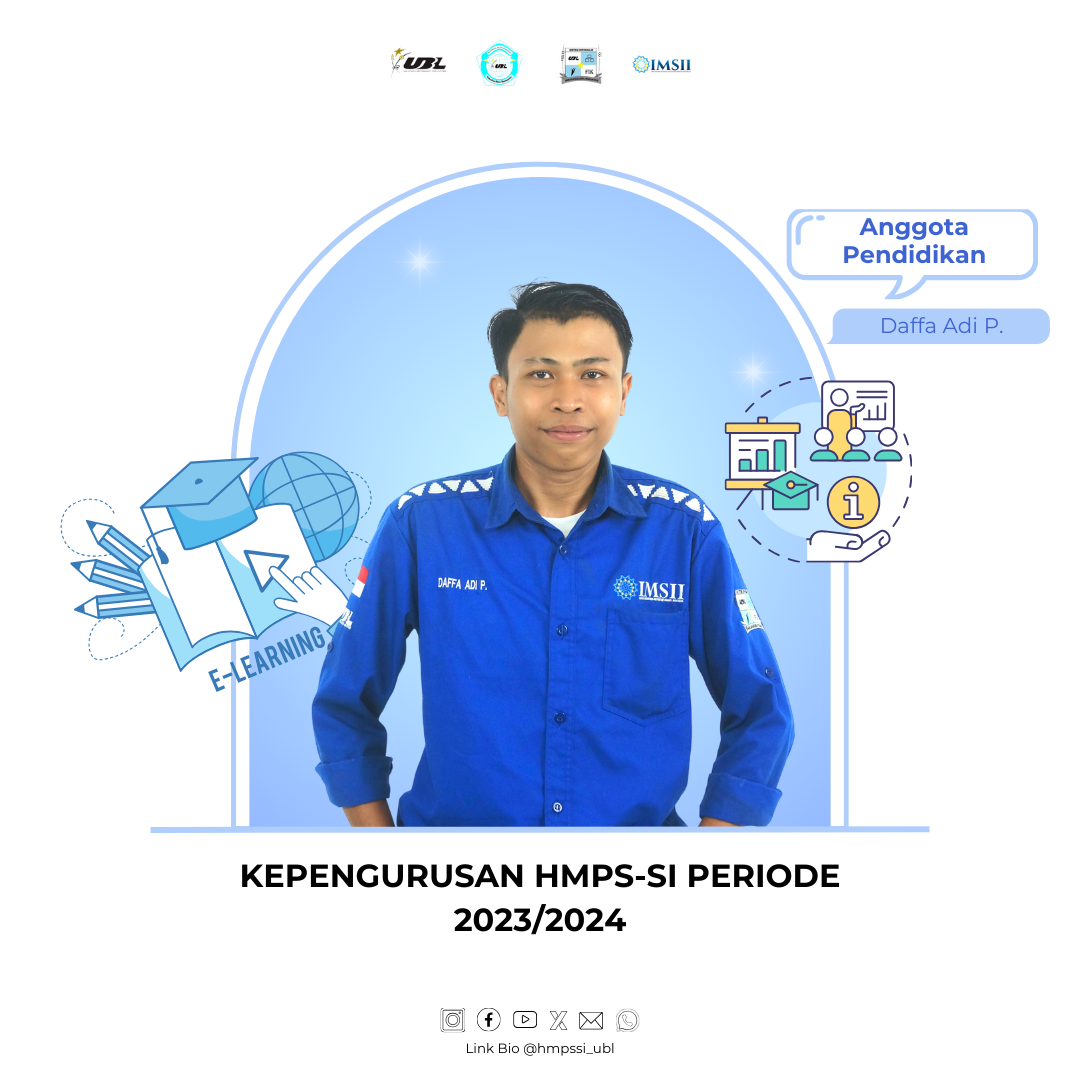 UBL
UBL
UBL
FIK
IMSII
Anggota
Pendidikan
Daffa Adi P.
E-LEARNING
DAFFA ADI P.
IMSII
KEPENGURUSAN HMPS-SI PERIODE
2023/2024
Link Bio @hmpssi_ubl